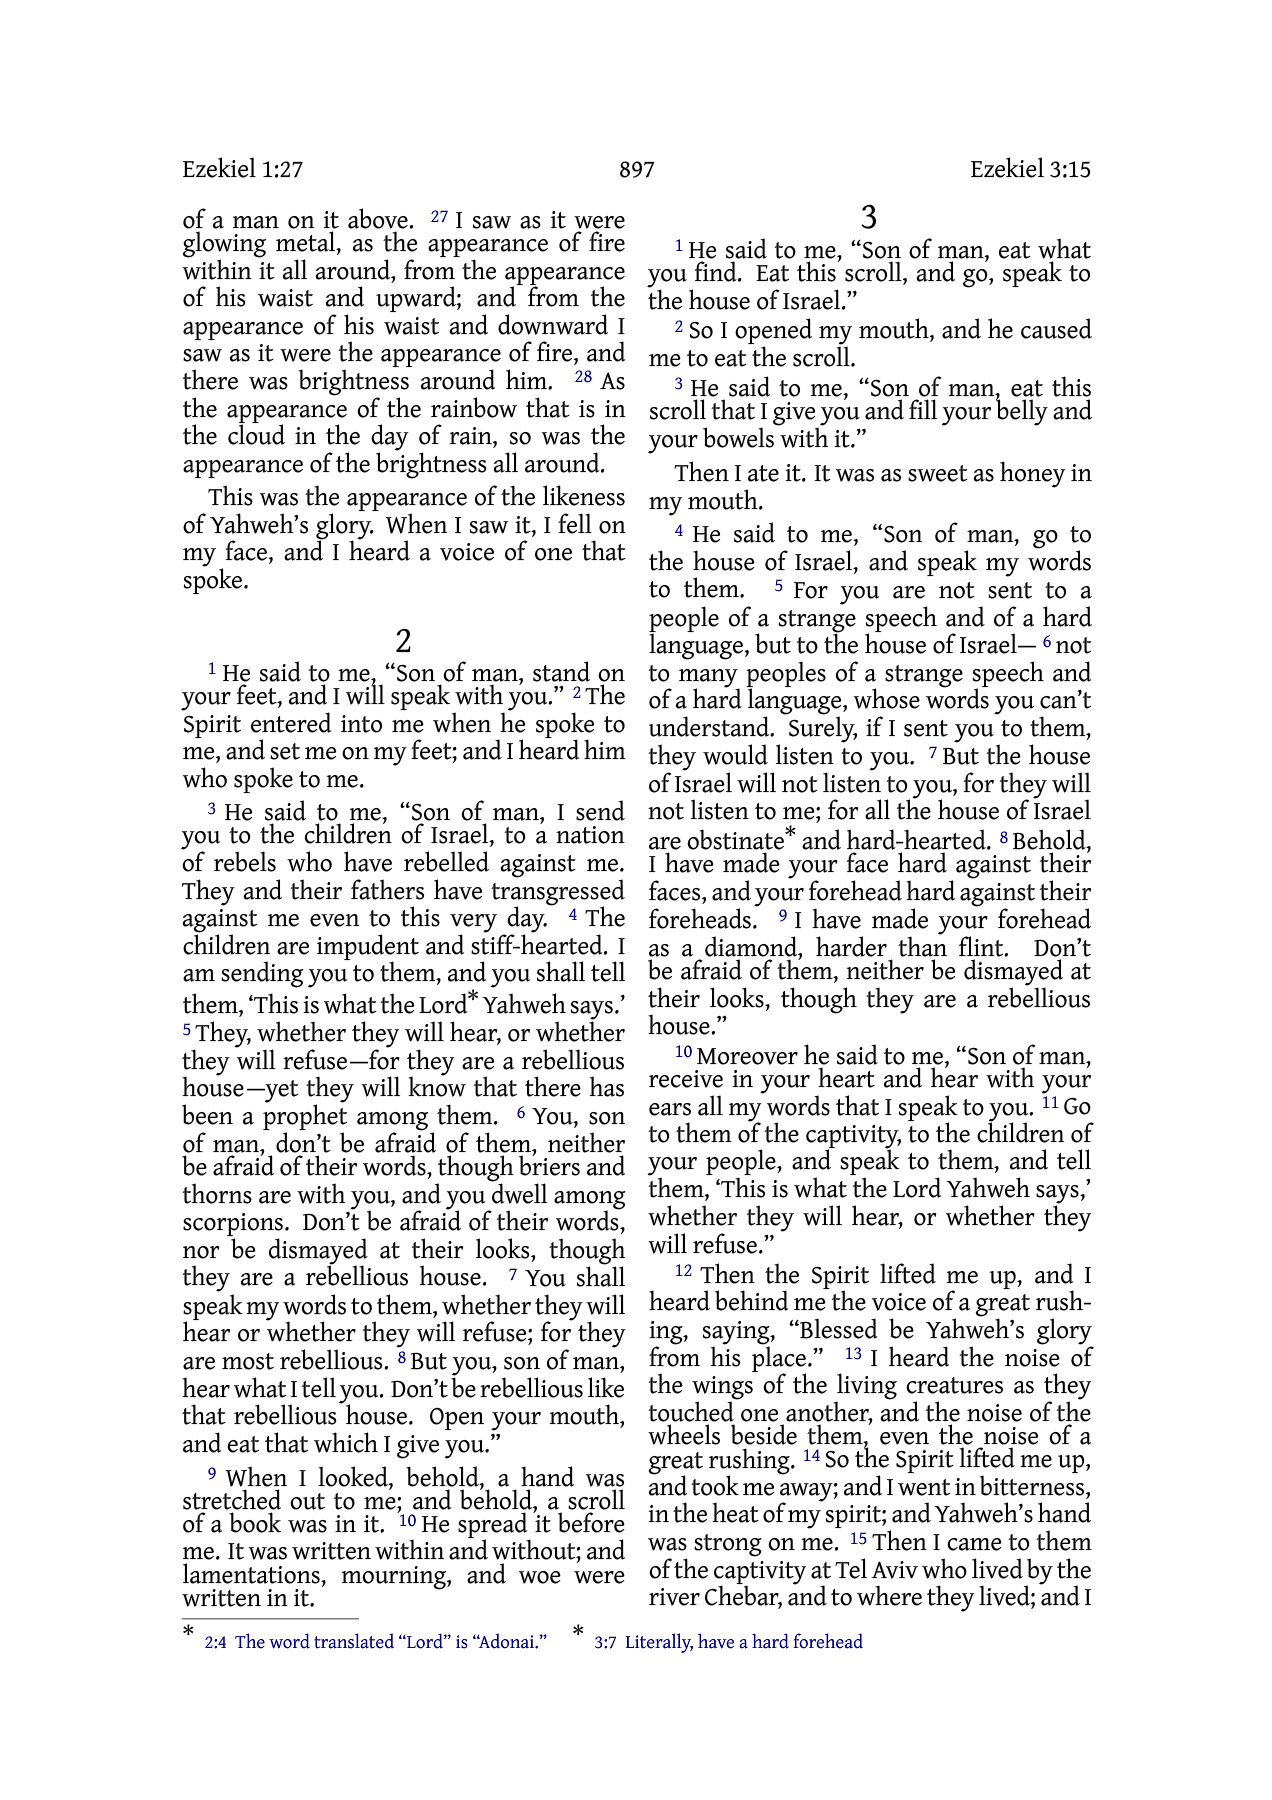 Ezekiel 1:27 897 Ezekiel 3:15
of a man on it above. 27 I saw as it were
glowing metal, as the appearance of fire
within it all around, from the appearance
of his waist and upward; and from the
appearance of his waist and downward I
saw as it were the appearance of fire, and
there was brightness around him. 28 As
the appearance of the rainbow that is in
the cloud in the day of rain, so was the
appearance of the brightness all around.
This was the appearance of the likeness
of Yahweh’s glory. When I saw it, I fell on
my face, and I heard a voice of one that
spoke.
2
1 He said to me, “Son of man, stand on
your feet, and I will speak with you.” 2 The
Spirit entered into me when he spoke to
me, and set me on my feet; and I heard him
who spoke to me.
3 He said to me, “Son of man, I send
you to the children of Israel, to a nation
of rebels who have rebelled against me.
They and their fathers have transgressed
against me even to this very day. 4 The
children are impudent and stiff-hearted. I
am sending you to them, and you shall tell
them, ‘This is what the Lord* Yahweh says.’
5 They, whether they will hear, or whether
they will refuse—for they are a rebellious
house—yet they will know that there has
been a prophet among them. 6 You, son
of man, don’t be afraid of them, neither
be afraid of their words, though briers and
thorns are with you, and you dwell among
scorpions. Don’t be afraid of their words,
nor be dismayed at their looks, though
they are a rebellious house. 7 You shall
speak my words to them, whether they will
hear or whether they will refuse; for they
are most rebellious. 8 But you, son of man,
hear what I tell you. Don’t be rebellious like
that rebellious house. Open your mouth,
and eat that which I give you.”
9 When I looked, behold, a hand was
stretched out to me; and behold, a scroll
of a book was in it. 10 He spread it before
me. It was written within and without; and
lamentations, mourning, and woe were
written in it.
3
1 He said to me, “Son of man, eat what
you find. Eat this scroll, and go, speak to
the house of Israel.”
2 So I opened my mouth, and he caused
me to eat the scroll.
3 He said to me, “Son of man, eat this
scroll that I give you and fill your belly and
your bowels with it.”
Then I ate it. It was as sweet as honey in
my mouth.
4 He said to me, “Son of man, go to
the house of Israel, and speak my words
to them. 5 For you are not sent to a
people of a strange speech and of a hard
language, but to the house of Israel— 6 not
to many peoples of a strange speech and
of a hard language, whose words you can’t
understand. Surely, if I sent you to them,
they would listen to you. 7 But the house
of Israel will not listen to you, for they will
not listen to me; for all the house of Israel
are obstinate* and hard-hearted. 8 Behold,
I have made your face hard against their
faces, and your forehead hard against their
foreheads. 9 I have made your forehead
as a diamond, harder than flint. Don’t
be afraid of them, neither be dismayed at
their looks, though they are a rebellious
house.”
10 Moreover he said to me, “Son of man,
receive in your heart and hear with your
ears all my words that I speak to you. 11 Go
to them of the captivity, to the children of
your people, and speak to them, and tell
them, ‘This is what the Lord Yahweh says,’
whether they will hear, or whether they
will refuse.”
12 Then the Spirit lifted me up, and I
heard behind me the voice of a great rush-
ing, saying, “Blessed be Yahweh’s glory
from his place.” 13 I heard the noise of
the wings of the living creatures as they
touched one another, and the noise of the
wheels beside them, even the noise of a
great rushing. 14 So the Spirit lifted me up,
and took me away; and I went in bitterness,
in the heat of my spirit; and Yahweh’s hand
was strong on me. 15 Then I came to them
of the captivity at Tel Aviv who lived by the
river Chebar, and to where they lived; and I
* 2:4 The word translated “Lord” is “Adonai.” * 3:7 Literally, have a hard forehead